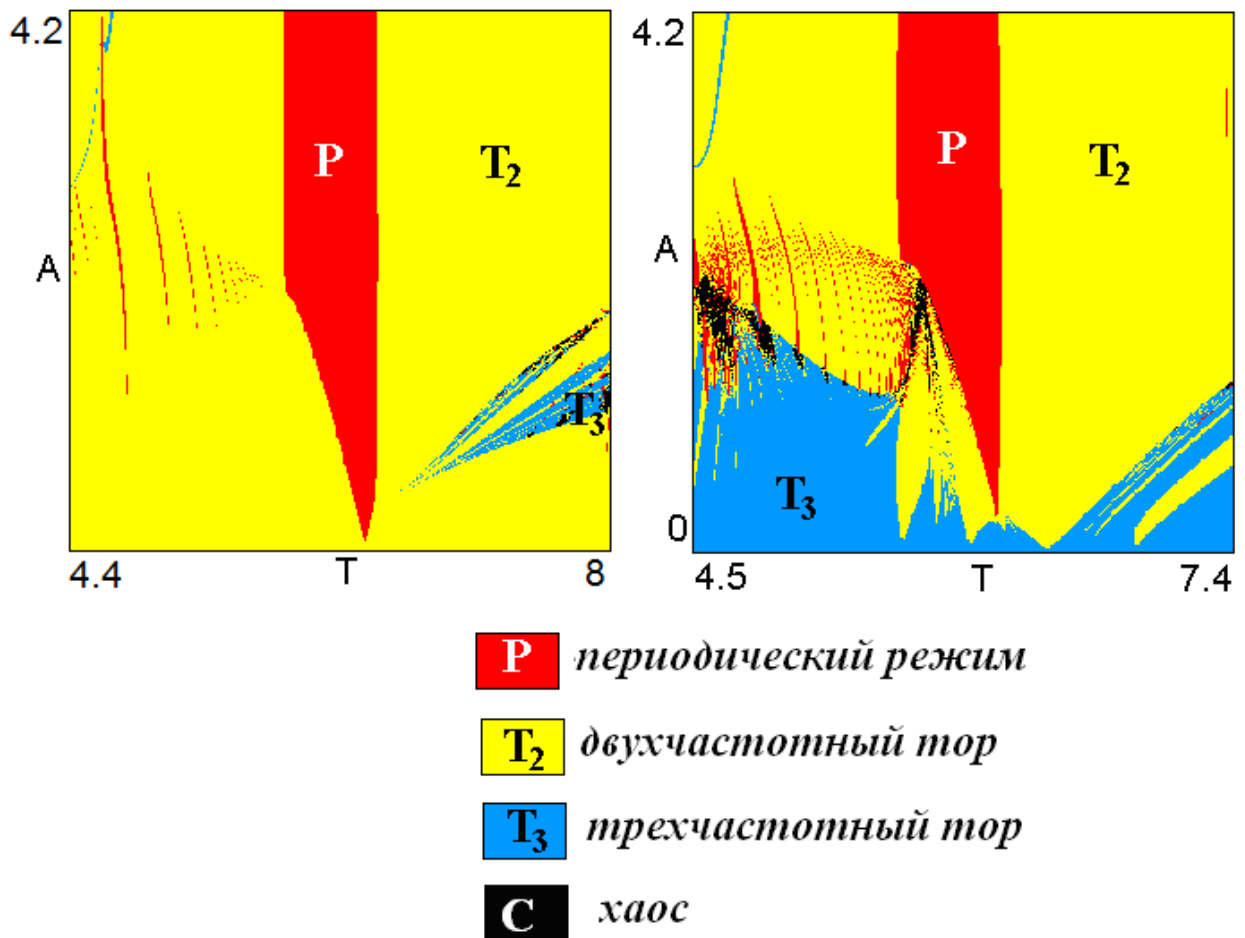 4.2
P
T₂
A
T₃
4.4
T
8
4.2
P
T₂
A
T₃
0
4.5
T
7.4
P -периодический режим
T₂ двухчастотный тор
T₃ трехчастотный тор
C хаос